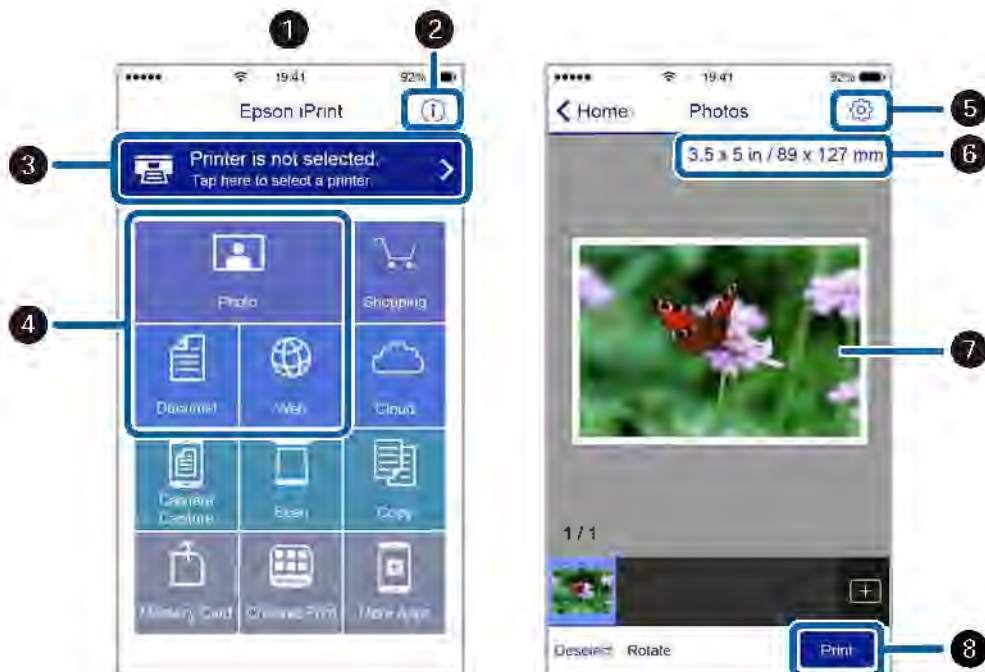 1
2
19:41
92%
Epson iPrint
3
Printer is not selected.
Tap here to select a printer.
4
Photo
Shopping
Document
Web
Cloud
Camera
Capture
Scan
Copy
Memory Card
Creative Print
More Apps
19:41
92%
Home
Photos
5
3.5 x 5 in / 89 x 127 mm
6
7
1 / 1
Deselect Rotate
Print
8